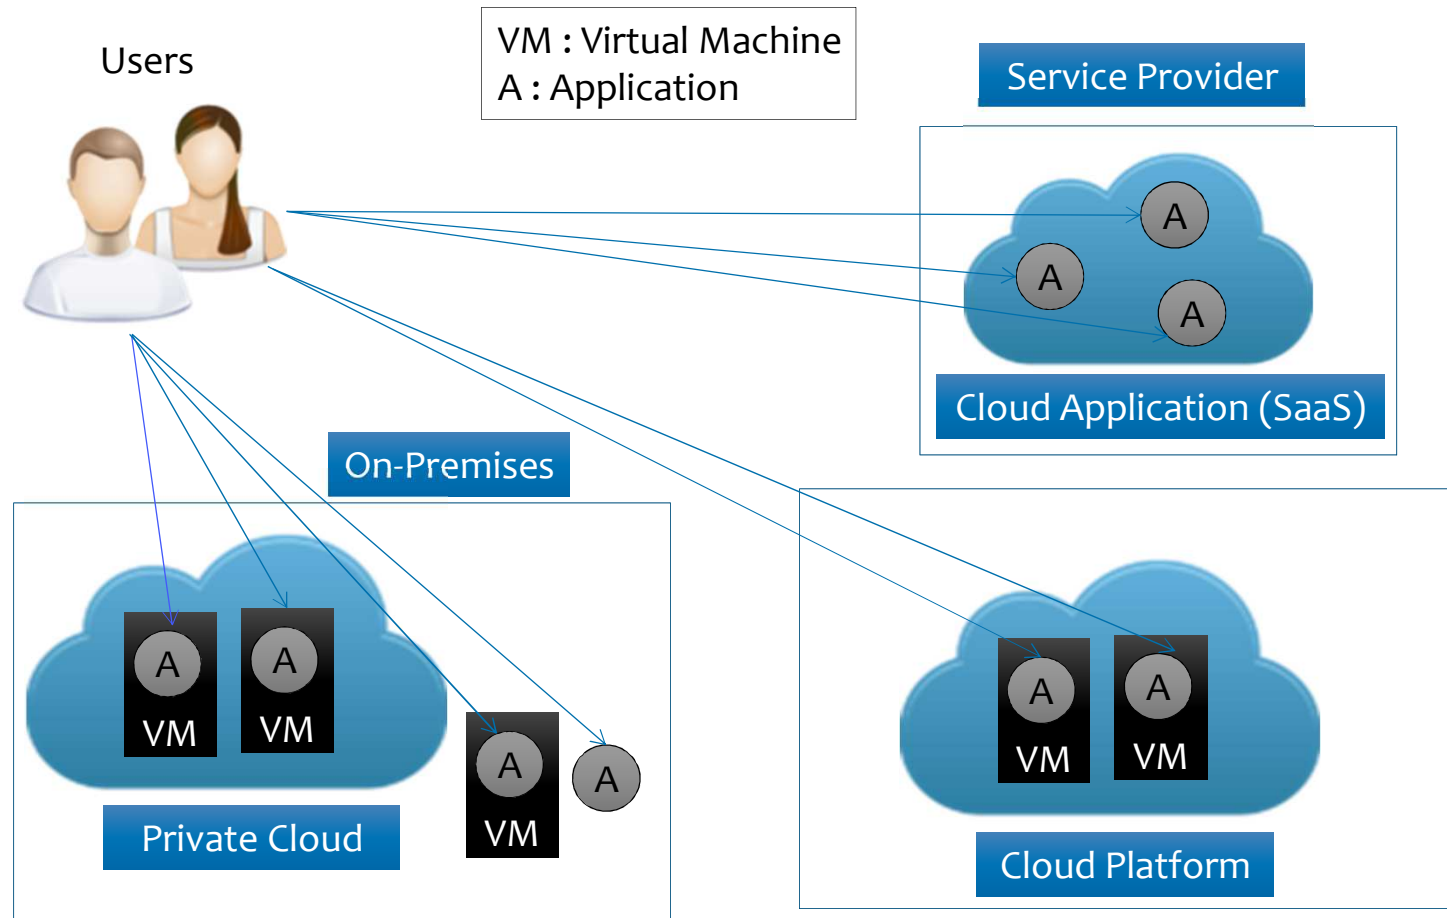 Users
VM : Virtual Machine
A : Application
Service Provider
A
A
A
Cloud Application (SaaS)
On-Premises
A
VM
A
VM
A
VM
A
Private Cloud
A
VM
A
VM
Cloud Platform